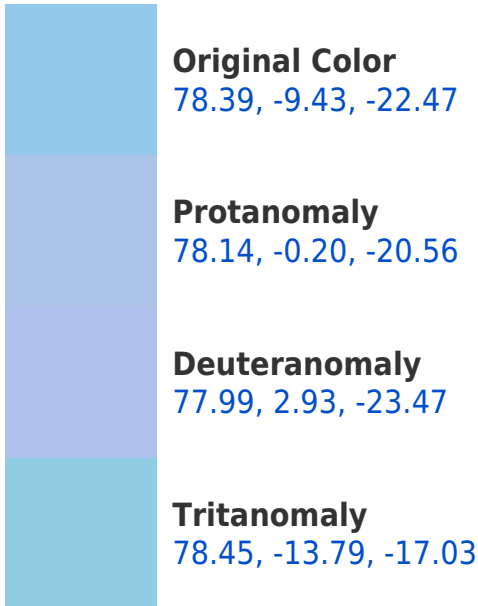 Original Color
78.39, -9.43, -22.47
Protanomaly
78.14, -0.20, -20.56
Deuteranomaly
77.99, 2.93, -23.47
Tritanomaly
78.45, -13.79, -17.03